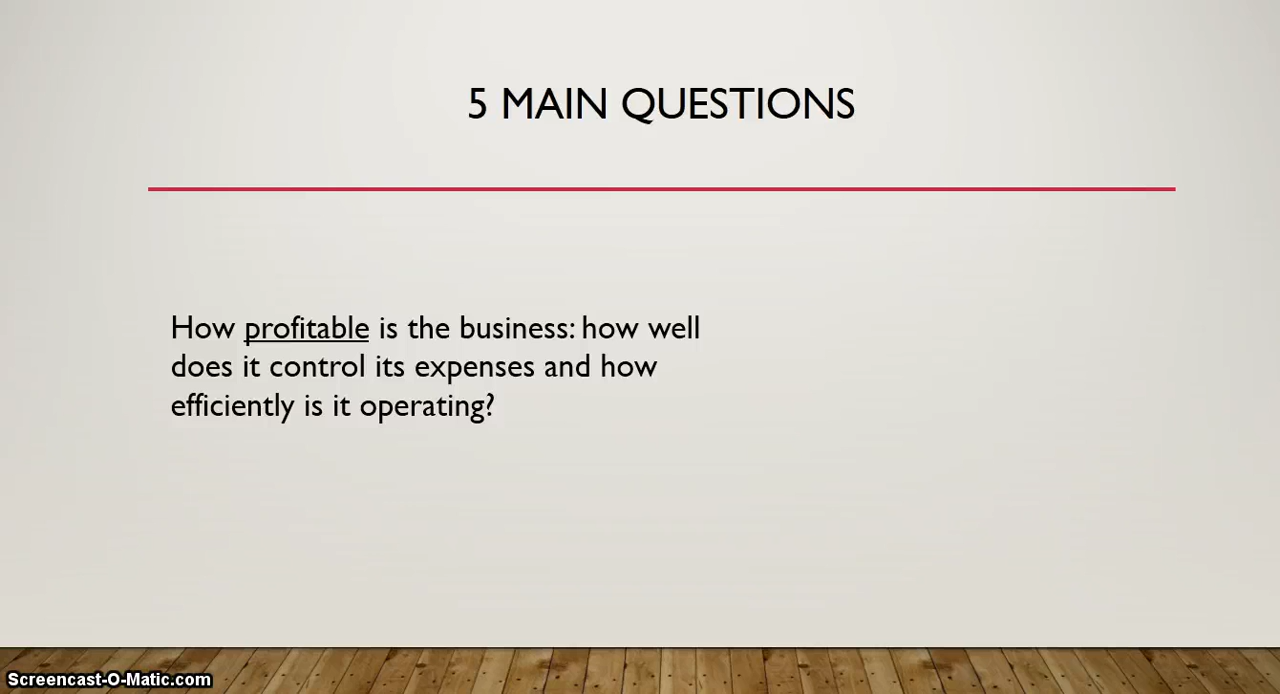 5 MAIN QUESTIONS
How profitable is the business: how well
does it control its expenses and how
efficiently is it operating?
Screencast-O-Matic.com